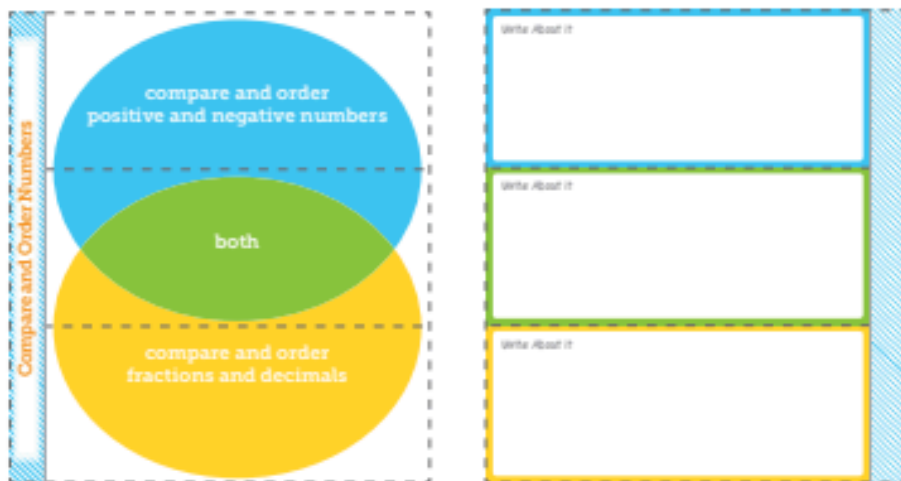 Compare and Order Numbers
compare and order
positive and negative numbers
both
compare and order
fractions and decimals
Write About It
Write About It
Write About It